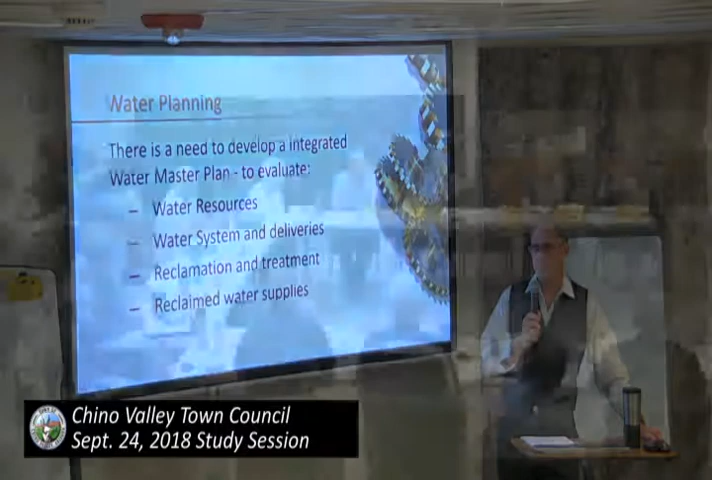 Water Planning
There is a need to develop a integrated
Water Master Plan - to evaluate:
– Water Resources
– Water System and deliveries
– Reclamation and treatment
– Reclaimed water supplies
Chino Valley Town Council
Sept. 24, 2018 Study Session